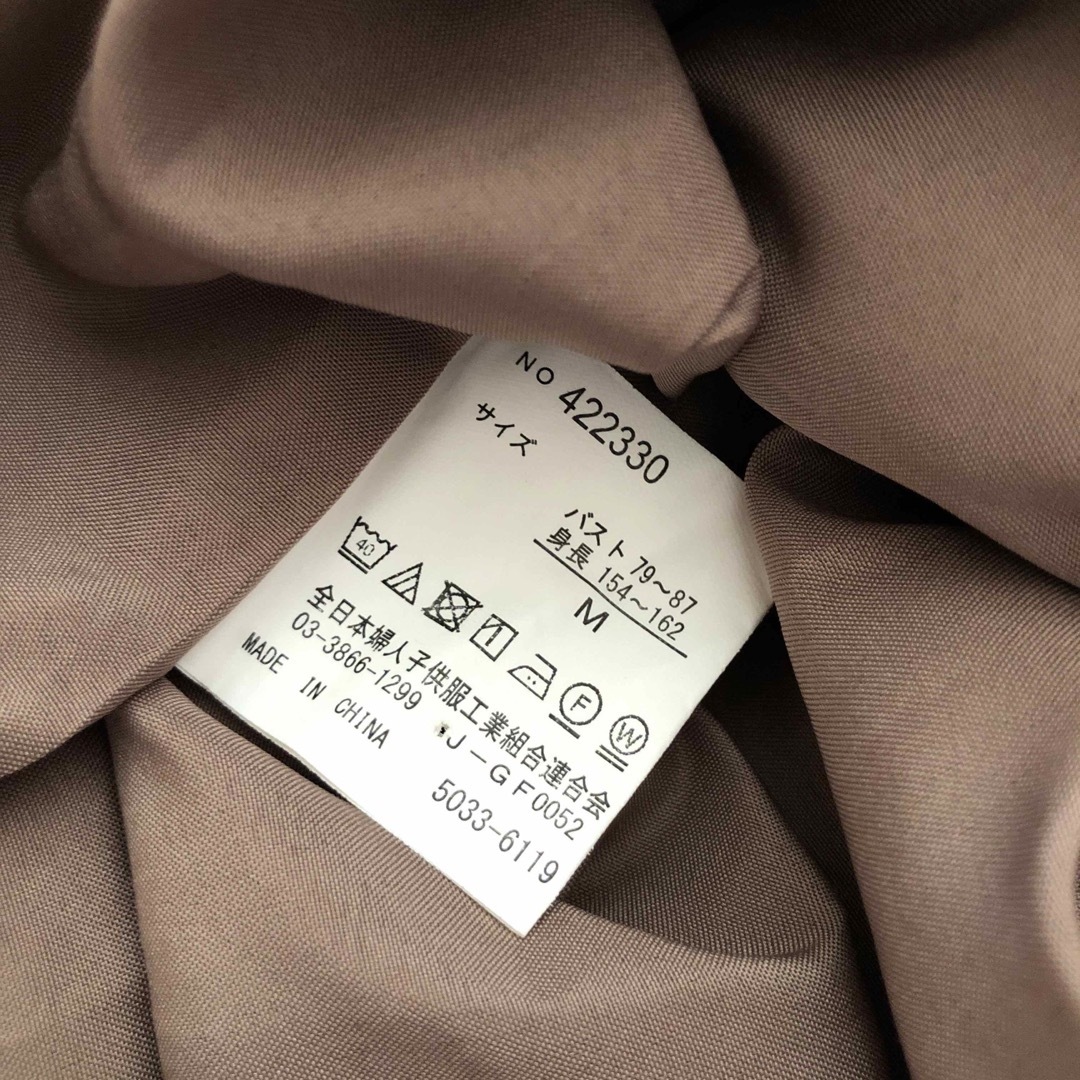 NO 422330
サイズ
バスト 79～87
身長 154～162
M
40
F
W
全日本婦人子供服工業組合連合会
03-3866-1299 J－GF0052
MADE IN CHINA
5033-6119